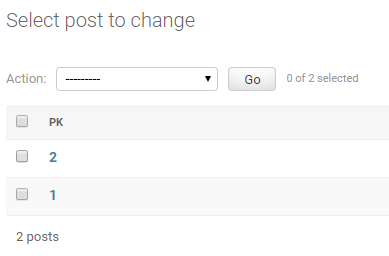 Select post to change
Action: --------- Go 0 of 2 selected
PK
2
1
2 posts